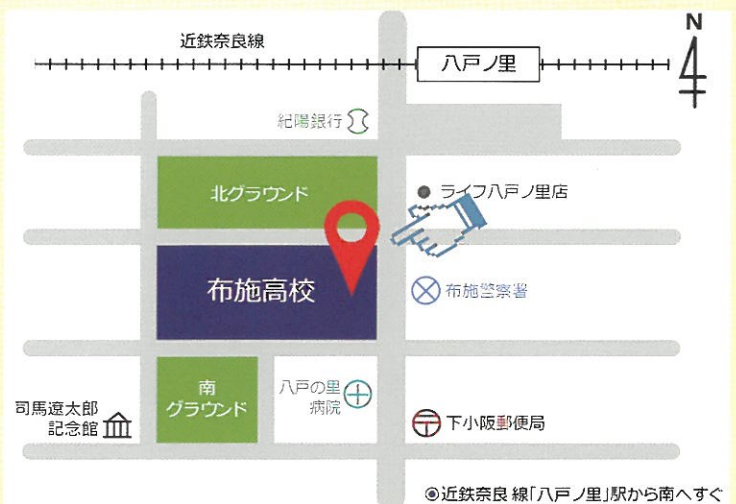 近鉄奈良線
N
八戸ノ里
紀陽銀行
北グラウンド
ライフ八戸ノ里店
布施高校
布施警察署
南
グラウンド
八戸の里
病院
司馬遼太郎
記念館
下小阪郵便局
◉近鉄奈良線「八戸ノ里」駅から南へすぐ